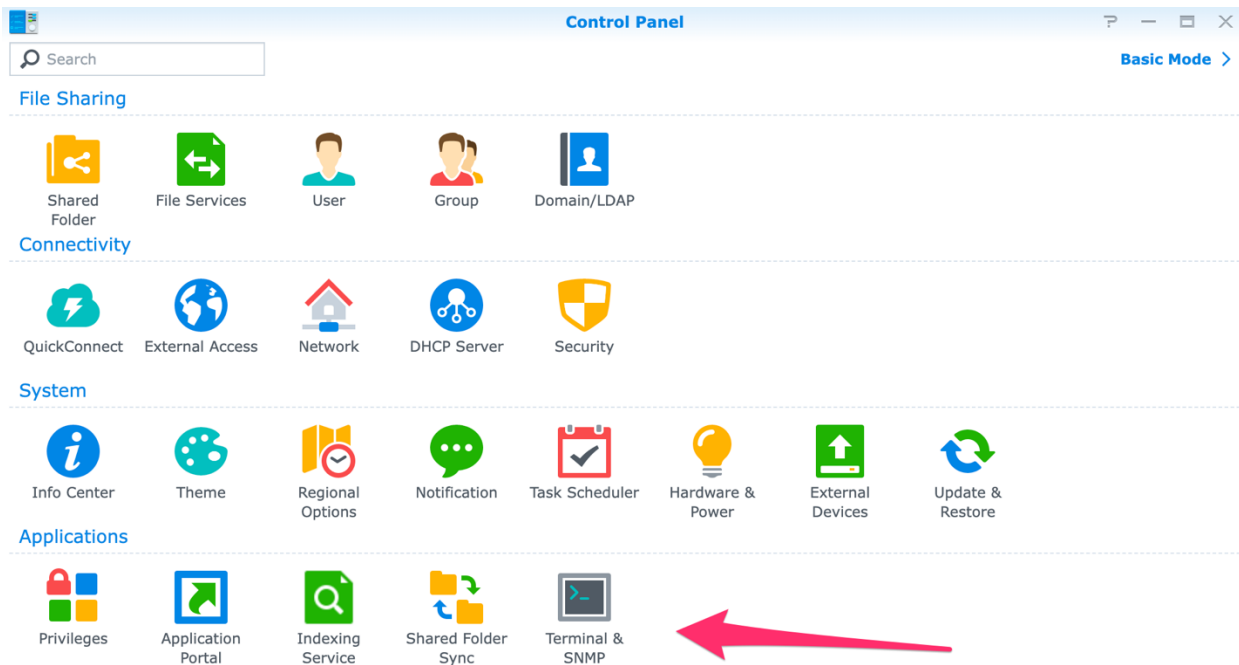 Control Panel
Search
Basic Mode
File Sharing
Shared
Folder
File Services
User
Group
Domain/LDAP
Connectivity
QuickConnect
External Access
Network
DHCP Server
Security
System
Info Center
Theme
Regional
Options
Notification
Task Scheduler
Hardware &
Power
External
Devices
Update &
Restore
Applications
Privileges
Application
Portal
Indexing
Service
Shared Folder
Sync
Terminal &
SNMP